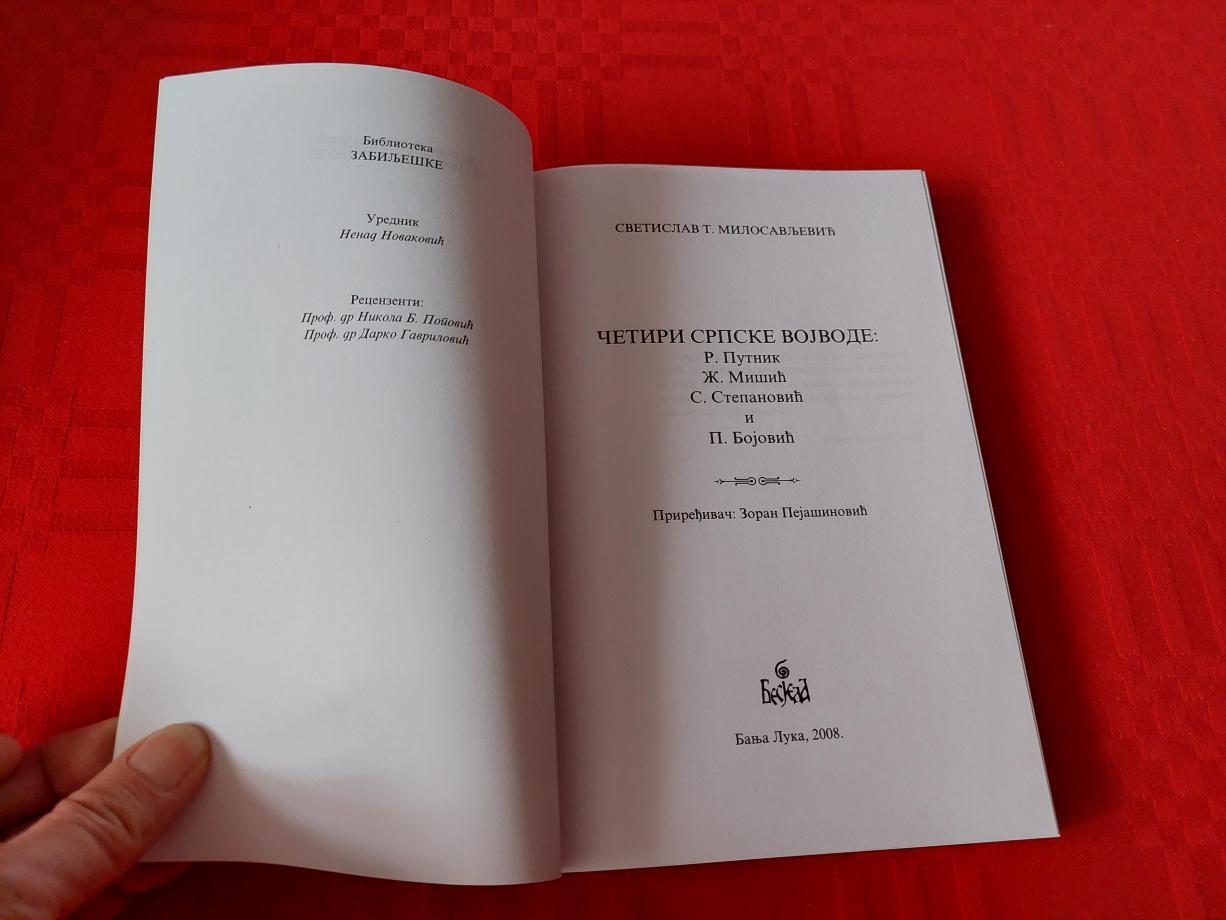 Библиотека
ЗАБИЉЕШКЕ
Уредник
Ненад Новаковић
Рецензенти:
Проф. др Никола Б. Поповић
Проф. др Дарко Гавриловић
СВЕТИСЛАВ Т. МИЛОСАВЉЕВИЋ
ЧЕТИРИ СРПСКЕ ВОЈВОДЕ:
Р. Путник
Ж. Мишић
С. Степановић
и
П. Бојовић
Приређивач: Зоран Пејашиновић
Бесједа
Бања Лука, 2008.